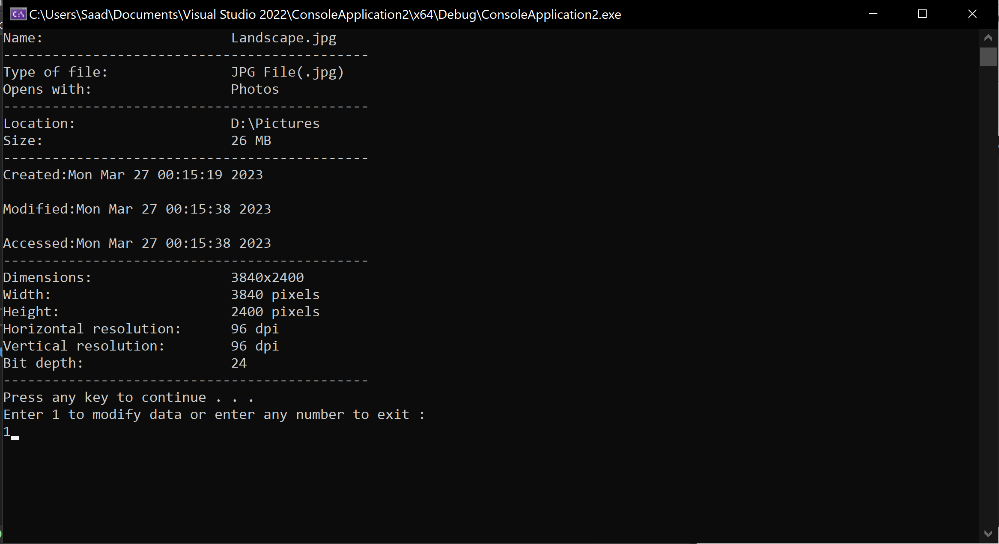 C:\Users\Saad\Documents\Visual Studio 2022\ConsoleApplication2\x64\Debug\ConsoleApplication2.exe
Name:                       Landscape.jpg
---------------------------------------------
Type of file:               JPG File(.jpg)
Opens with:                 Photos
---------------------------------------------
Location:                   D:\Pictures
Size:                       26 MB
---------------------------------------------
Created:Mon Mar 27 00:15:19 2023
Modified:Mon Mar 27 00:15:38 2023
Accessed:Mon Mar 27 00:15:38 2023
---------------------------------------------
Dimensions:                 3840x2400
Width:                      3840 pixels
Height:                     2400 pixels
Horizontal resolution:      96 dpi
Vertical resolution:        96 dpi
Bit depth:                  24
---------------------------------------------
Press any key to continue . . .
Enter 1 to modify data or enter any number to exit :
1